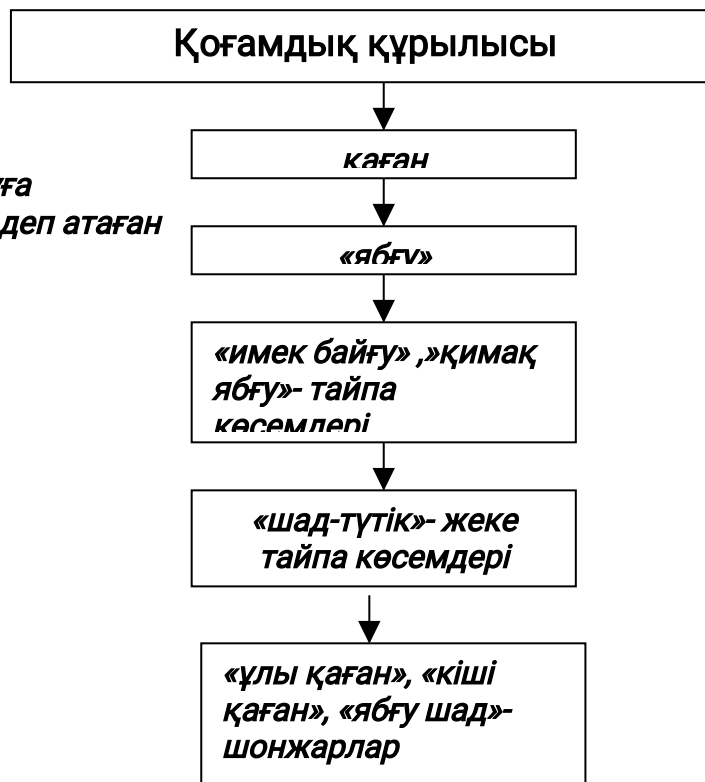 Қоғамдық құрылысы
қаған
ға
деп атаған
«ябғу»
«имек байғу» ,»қимақ
ябғу»- тайпа
көсемдері
«шад-түтік»- жеке
тайпа көсемдері
«ұлы қаған», «кіші
қаған», «ябғу шад»-
шонжарлар